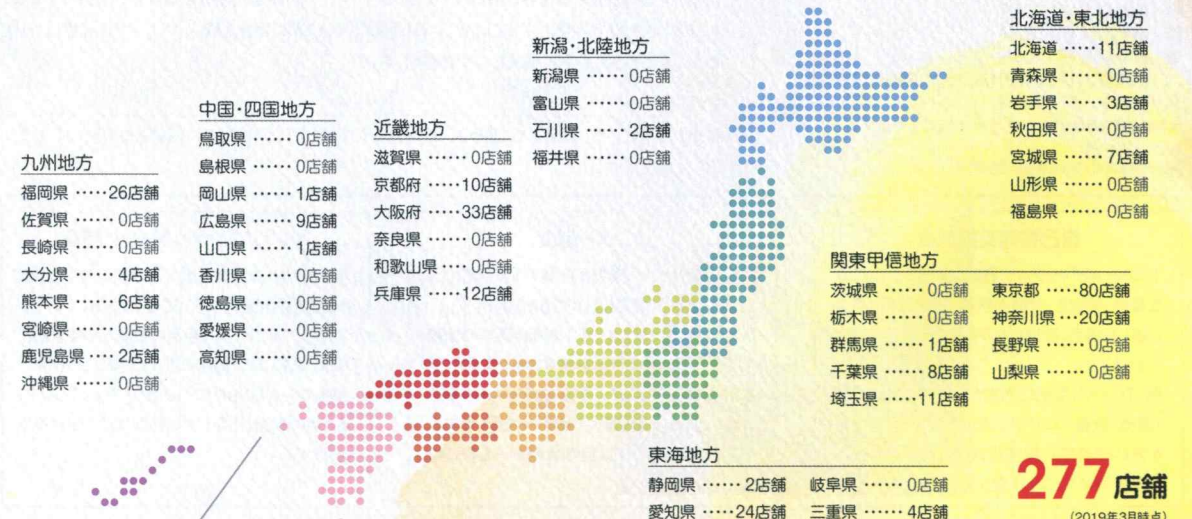 九州地方
福岡県 ‥‥26店舗
佐賀県 ‥‥‥0店舗
長崎県 ‥‥‥0店舗
大分県 ‥‥‥4店舗
熊本県 ‥‥‥6店舗
宮崎県 ‥‥‥0店舗
鹿児島県 ‥‥2店舗
沖縄県 ‥‥‥0店舗
中国・四国地方
鳥取県 ‥‥‥0店舗
島根県 ‥‥‥0店舗
岡山県 ‥‥‥1店舗
広島県 ‥‥‥9店舗
山口県 ‥‥‥1店舗
香川県 ‥‥‥0店舗
徳島県 ‥‥‥0店舗
愛媛県 ‥‥‥0店舗
高知県 ‥‥‥0店舗
近畿地方
滋賀県 ‥‥‥0店舗
京都府 ‥‥10店舗
大阪府 ‥‥33店舗
奈良県 ‥‥‥0店舗
和歌山県 ‥‥0店舗
兵庫県 ‥‥12店舗
新潟・北陸地方
新潟県 ‥‥‥0店舗
富山県 ‥‥‥0店舗
石川県 ‥‥‥2店舗
福井県 ‥‥‥0店舗
北海道・東北地方
北海道 ‥‥11店舗
青森県 ‥‥‥0店舗
岩手県 ‥‥‥3店舗
秋田県 ‥‥‥0店舗
宮城県 ‥‥‥7店舗
山形県 ‥‥‥0店舗
福島県 ‥‥‥0店舗
関東甲信地方
茨城県 ‥‥‥0店舗 東京都 ‥‥80店舗
栃木県 ‥‥‥0店舗 神奈川県 ‥20店舗
群馬県 ‥‥‥1店舗 長野県 ‥‥‥0店舗
千葉県 ‥‥‥8店舗 山梨県 ‥‥‥0店舗
埼玉県 ‥‥11店舗
東海地方
静岡県 ‥‥‥2店舗 岐阜県 ‥‥‥0店舗
愛知県 ‥‥24店舗 三重県 ‥‥‥4店舗
277店舗
(2019年3月時点)